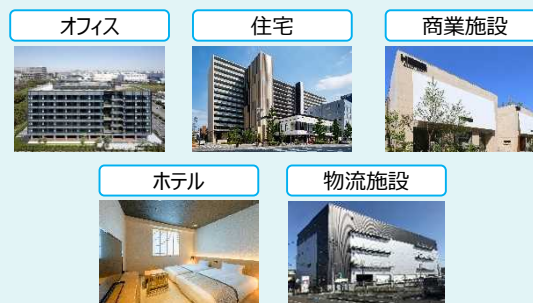 オフィス
住宅
商業施設
ホテル
物流施設